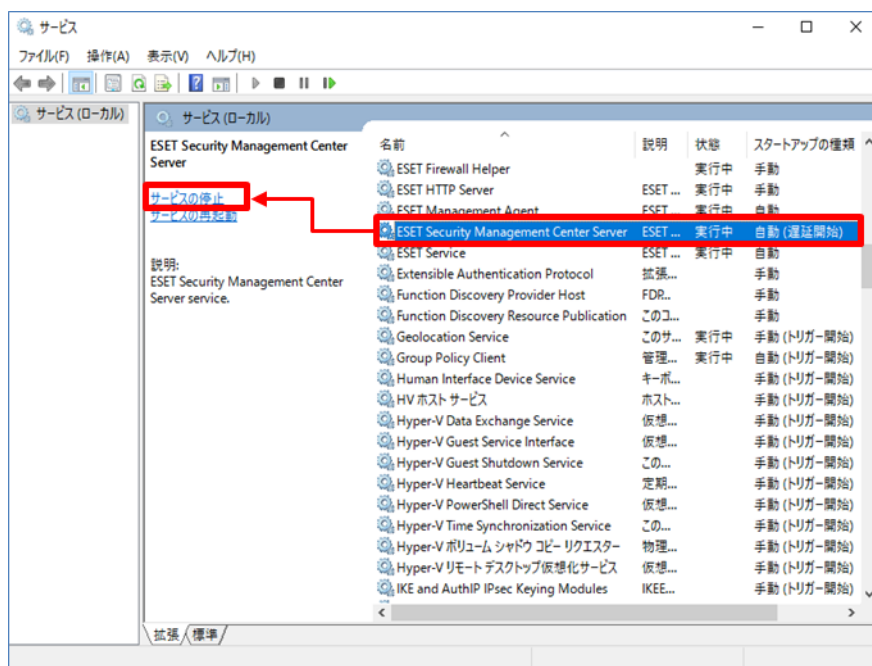 サービス
ファイル(F) 操作(A) 表示(V) ヘルプ(H)
サービス (ローカル)
サービス (ローカル)
ESET Security Management Center Server
サービスの停止
サービスの再起動
説明:
ESET Security Management Center Server service.
名前 説明 状態 スタートアップの種類
ESET Firewall Helper 実行中 手動
ESET HTTP Server ESET ... 実行中 手動
ESET Management Agent ESET ... 実行中 自動
ESET Security Management Center Server ESET ... 実行中 自動 (遅延開始)
ESET Service ESET ... 実行中 自動
Extensible Authentication Protocol 拡張... 手動
Function Discovery Provider Host FDP... 手動
Function Discovery Resource Publication このコ... 手動
Geolocation Service このサ... 実行中 手動 (トリガー開始)
Group Policy Client 管理... 実行中 自動 (トリガー開始)
Human Interface Device Service キーボ... 手動 (トリガー開始)
HV ホスト サービス ホスト... 手動 (トリガー開始)
Hyper-V Data Exchange Service 仮想... 手動 (トリガー開始)
Hyper-V Guest Service Interface 仮想... 手動 (トリガー開始)
Hyper-V Guest Shutdown Service この... 手動 (トリガー開始)
Hyper-V Heartbeat Service 定期... 手動 (トリガー開始)
Hyper-V PowerShell Direct Service 仮想... 手動 (トリガー開始)
Hyper-V Time Synchronization Service この... 手動 (トリガー開始)
Hyper-V ボリューム シャドウ コピー リクエスター 物理... 手動 (トリガー開始)
Hyper-V リモート デスクトップ仮想化サービス 仮想... 手動 (トリガー開始)
IKE and AuthIP IPsec Keying Modules IKEE... 手動 (トリガー開始)
拡張 標準